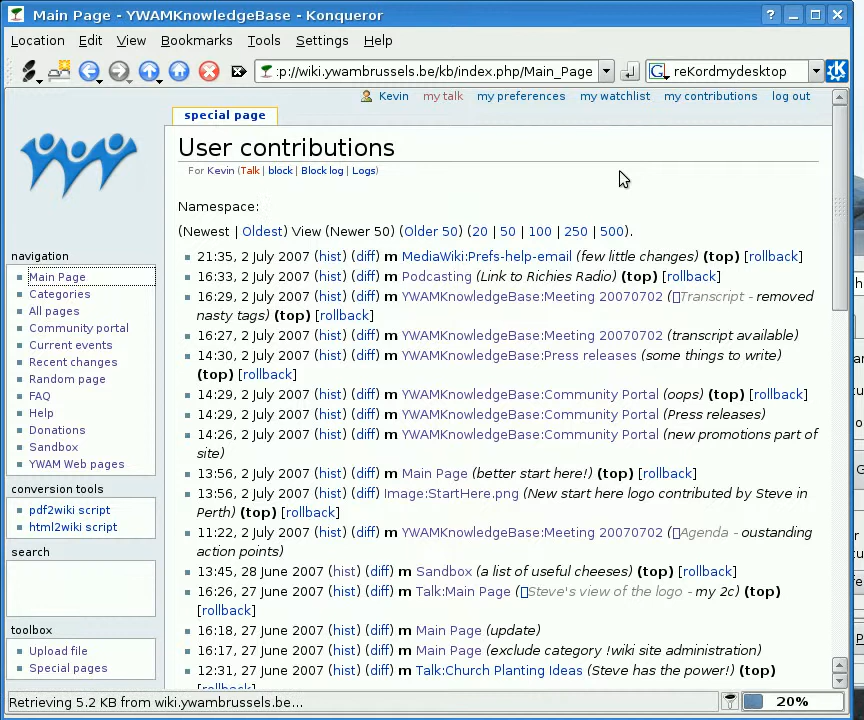 Main Page - YWAMKnowledgeBase - Konqueror
Location Edit View Bookmarks Tools Settings Help
:p://wiki.ywambrussels.be/kb/index.php/Main_Page reKordmydesktop
Kevin my talk my preferences my watchlist my contributions log out
special page
User contributions
For Kevin (Talk | block | Block log | Logs)
Namespace:
(Newest | Oldest) View (Newer 50) (Older 50) (20 | 50 | 100 | 250 | 500).
21:35, 2 July 2007 (hist) (diff) m MediaWiki:Prefs-help-email (few little changes) (top) [rollback]
16:33, 2 July 2007 (hist) (diff) m Podcasting (Link to Richies Radio) (top) [rollback]
16:29, 2 July 2007 (hist) (diff) m YWAMKnowledgeBase:Meeting 20070702 (Transcript - removed
nasty tags) (top) [rollback]
16:27, 2 July 2007 (hist) (diff) m YWAMKnowledgeBase:Meeting 20070702 (transcript available)
14:30, 2 July 2007 (hist) (diff) m YWAMKnowledgeBase:Press releases (some things to write)
(top) [rollback]
14:29, 2 July 2007 (hist) (diff) m YWAMKnowledgeBase:Community Portal (oops) (top) [rollback]
14:29, 2 July 2007 (hist) (diff) m YWAMKnowledgeBase:Community Portal (Press releases)
14:26, 2 July 2007 (hist) (diff) m YWAMKnowledgeBase:Community Portal (new promotions part of
site)
13:56, 2 July 2007 (hist) (diff) m Main Page (better start here!) (top) [rollback]
13:56, 2 July 2007 (hist) (diff) Image:StartHere.png (New start here logo contributed by Steve in
Perth) (top) [rollback]
11:22, 2 July 2007 (hist) (diff) m YWAMKnowledgeBase:Meeting 20070702 (Agenda - oustanding
action points)
13:45, 28 June 2007 (hist) (diff) m Sandbox (a list of useful cheeses) (top) [rollback]
16:26, 27 June 2007 (hist) (diff) m Talk:Main Page (Steve's view of the logo - my 2c) (top)
[rollback]
16:18, 27 June 2007 (hist) (diff) m Main Page (update)
16:17, 27 June 2007 (hist) (diff) m Main Page (exclude category !wiki site administration)
12:31, 27 June 2007 (hist) (diff) m Talk:Church Planting Ideas (Steve has the power!) (top)
[rollback]
navigation
Main Page
Categories
All pages
Community portal
Current events
Recent changes
Random page
FAQ
Help
Donations
Sandbox
YWAM Web pages
conversion tools
pdf2wiki script
html2wiki script
search
toolbox
Upload file
Special pages
Retrieving 5.2 KB from wiki.ywambrussels.be... 20%